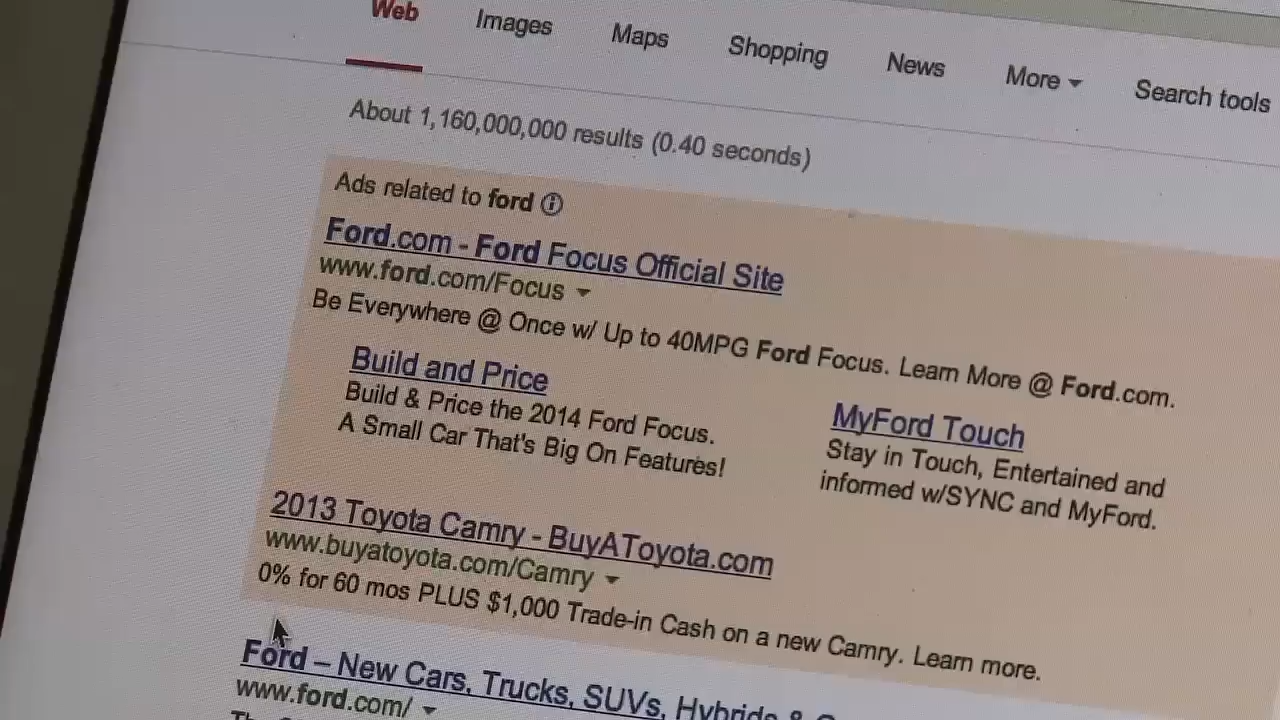 Web Images Maps Shopping News More Search tools
About 1,160,000,000 results (0.40 seconds)
Ads related to ford
Ford.com - Ford Focus Official Site
www.ford.com/Focus
Be Everywhere @ Once w/ Up to 40MPG Ford Focus. Learn More @ Ford.com.
Build and Price
Build & Price the 2014 Ford Focus.
A Small Car That's Big On Features!
MyFord Touch
Stay in Touch, Entertained and
informed w/SYNC and MyFord.
2013 Toyota Camry - BuyAToyota.com
www.buyatoyota.com/Camry
0% for 60 mos PLUS $1,000 Trade-in Cash on a new Camry. Learn more.
Ford – New Cars, Trucks, SUVs, Hybrids &
www.ford.com/